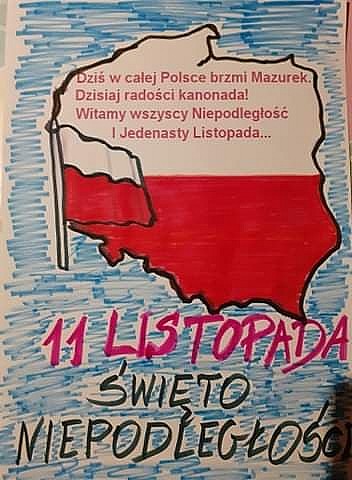 Dziś w całej Polsce brzmi Mazurek.
Dzisiaj radości kanonada!
Witamy wszyscy Niepodległość
I Jedenasty Listopada...
11 LISTOPADA
ŚWIĘTO
NIEPODLEGŁOŚCI